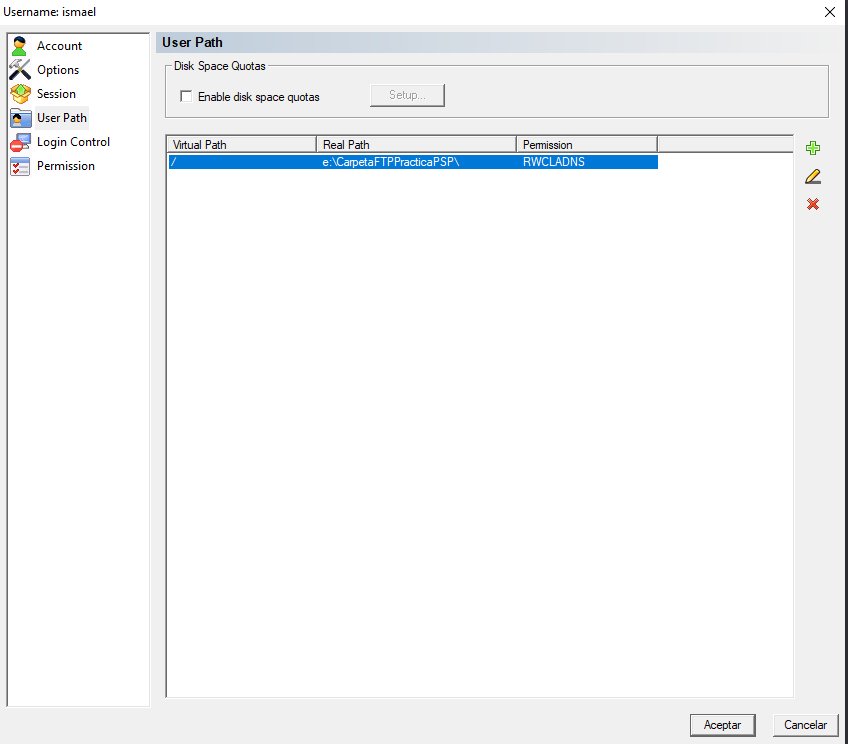 Username: ismael
Account
Options
Session
User Path
Login Control
Permission
User Path
Disk Space Quotas
Enable disk space quotas
Setup...
Virtual Path Real Path Permission
/ e:\CarpetaFTPPracticaPSP\ RWCLADNS
Aceptar Cancelar